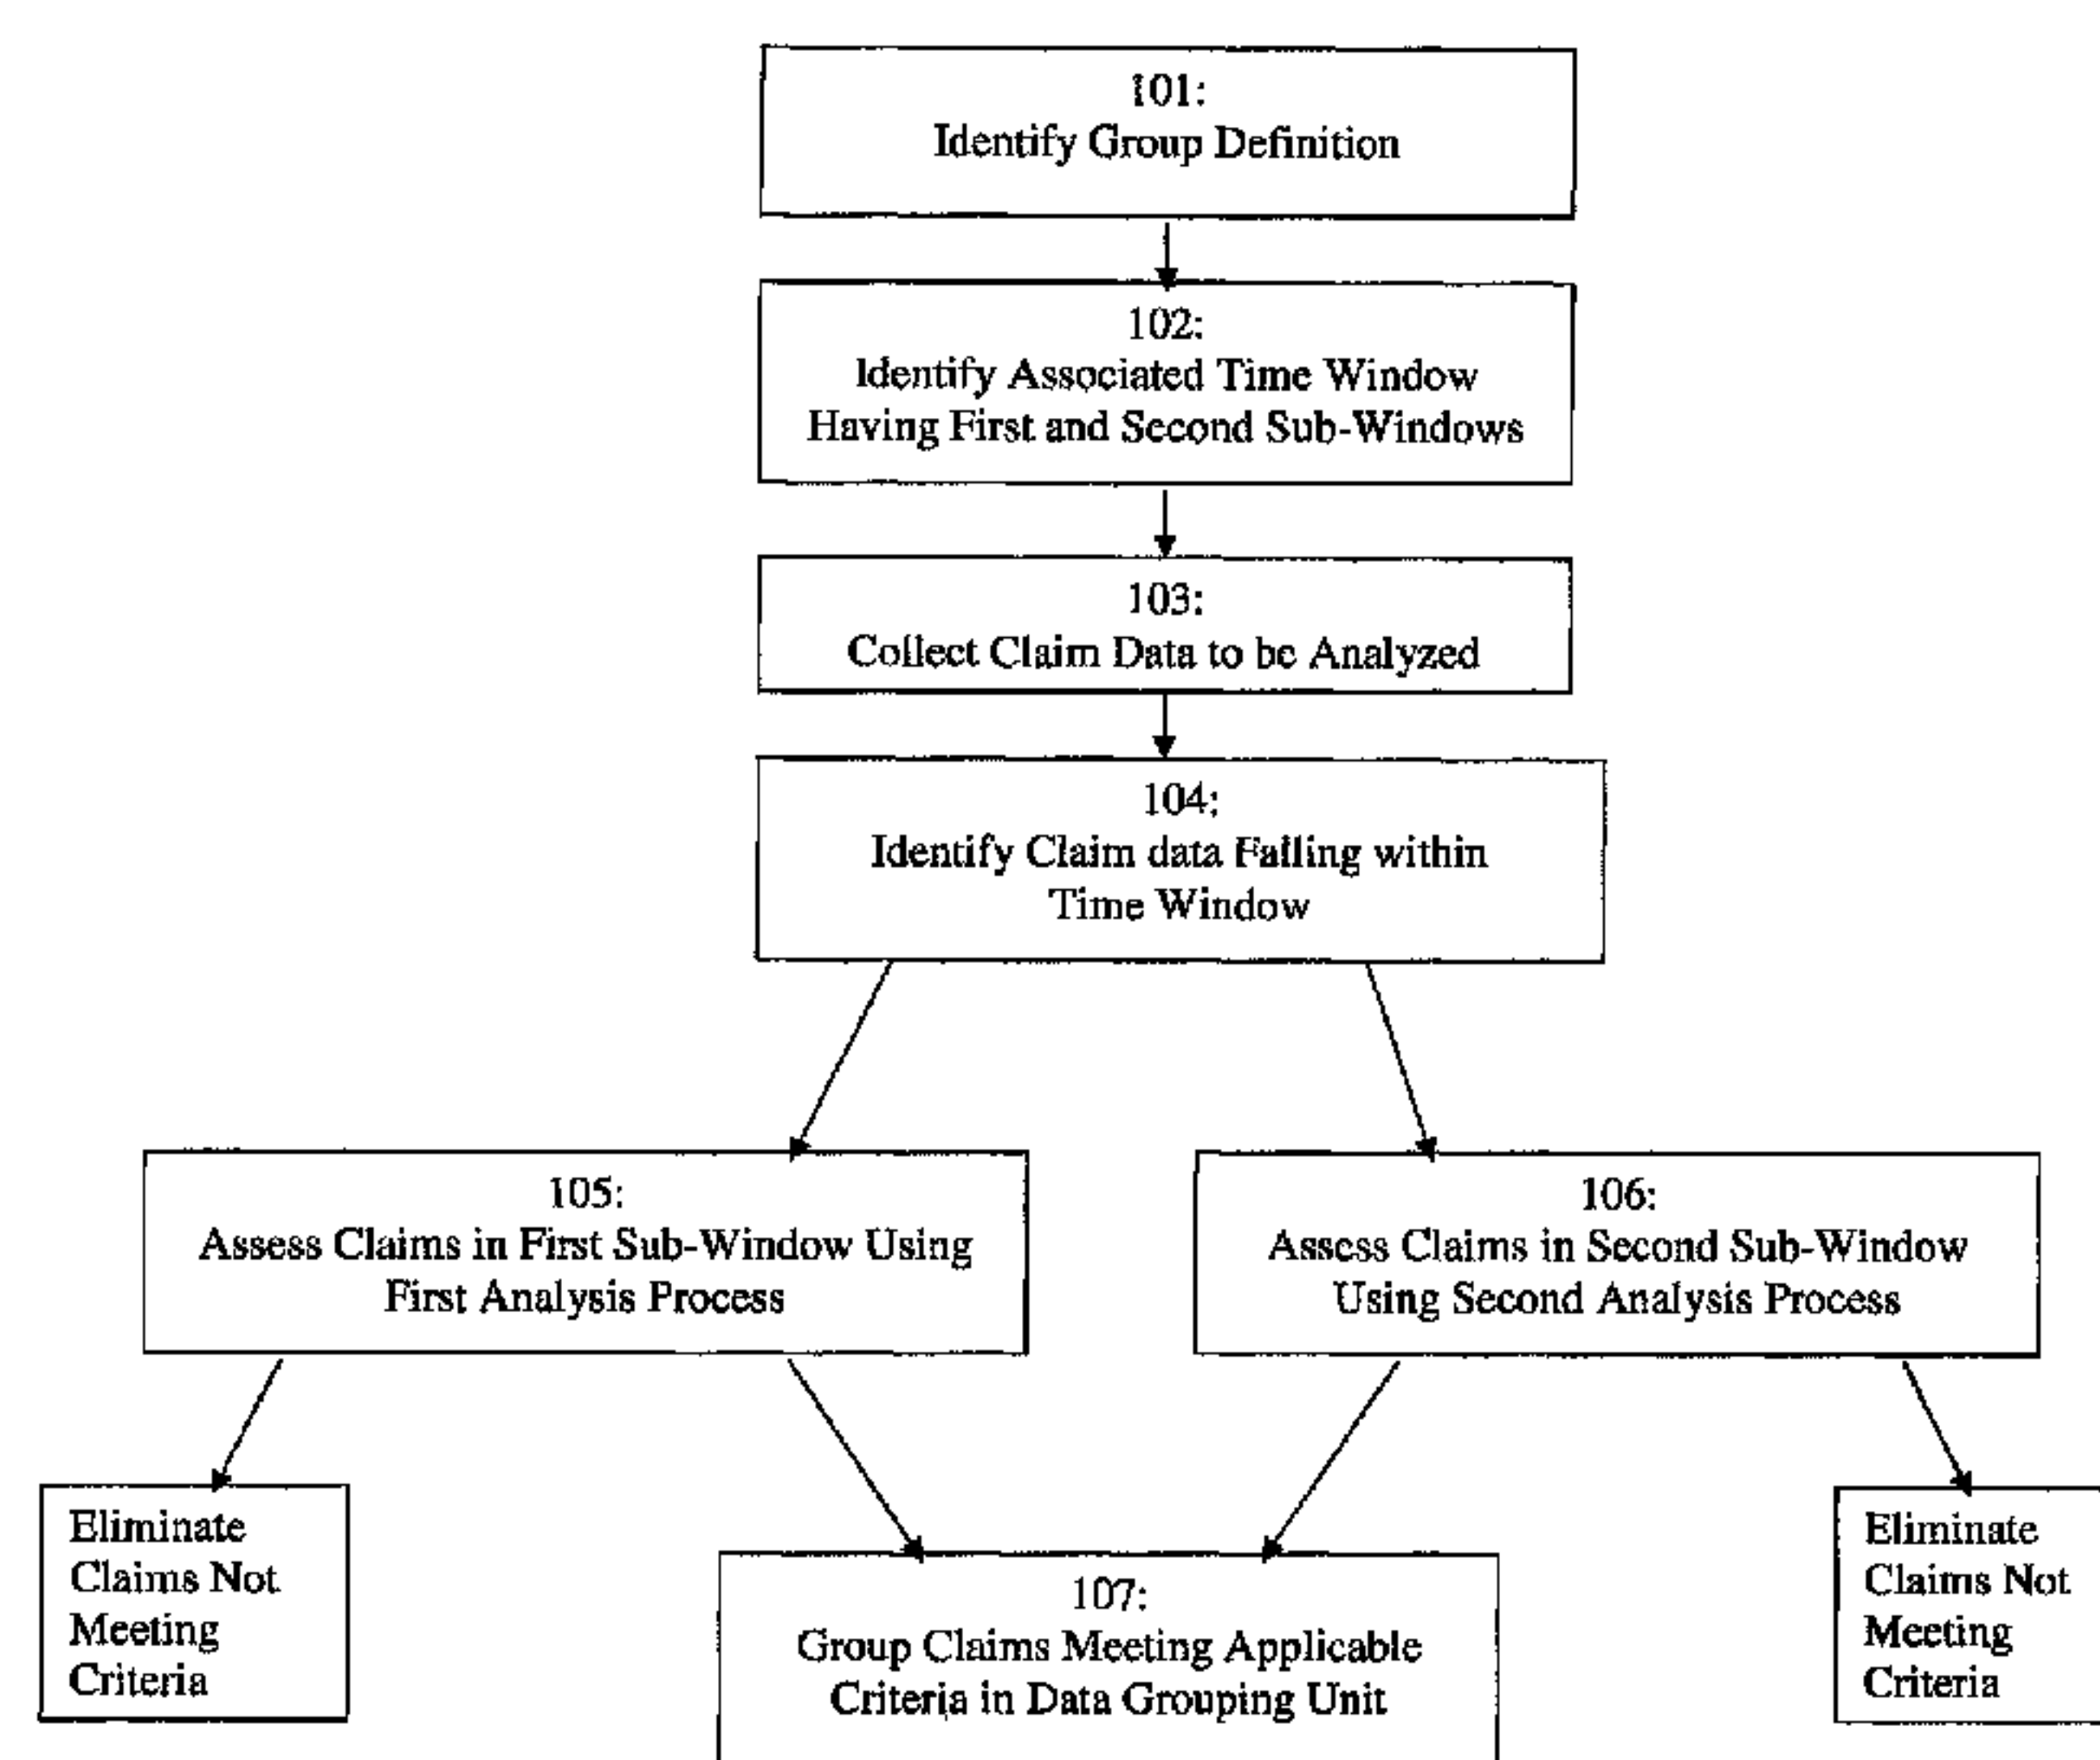 101:
Identify Group Definition
102:
Identify Associated Time Window
Having First and Second Sub-Windows
103:
Collect Claim Data to be Analyzed
104:
Identify Claim data Falling within
Time Window
105:
Assess Claims in First Sub-Window Using
First Analysis Process
106:
Assess Claims in Second Sub-Window
Using Second Analysis Process
Eliminate
Claims Not
Meeting
Criteria
107:
Group Claims Meeting Applicable
Criteria in Data Grouping Unit
Eliminate
Claims Not
Meeting
Criteria